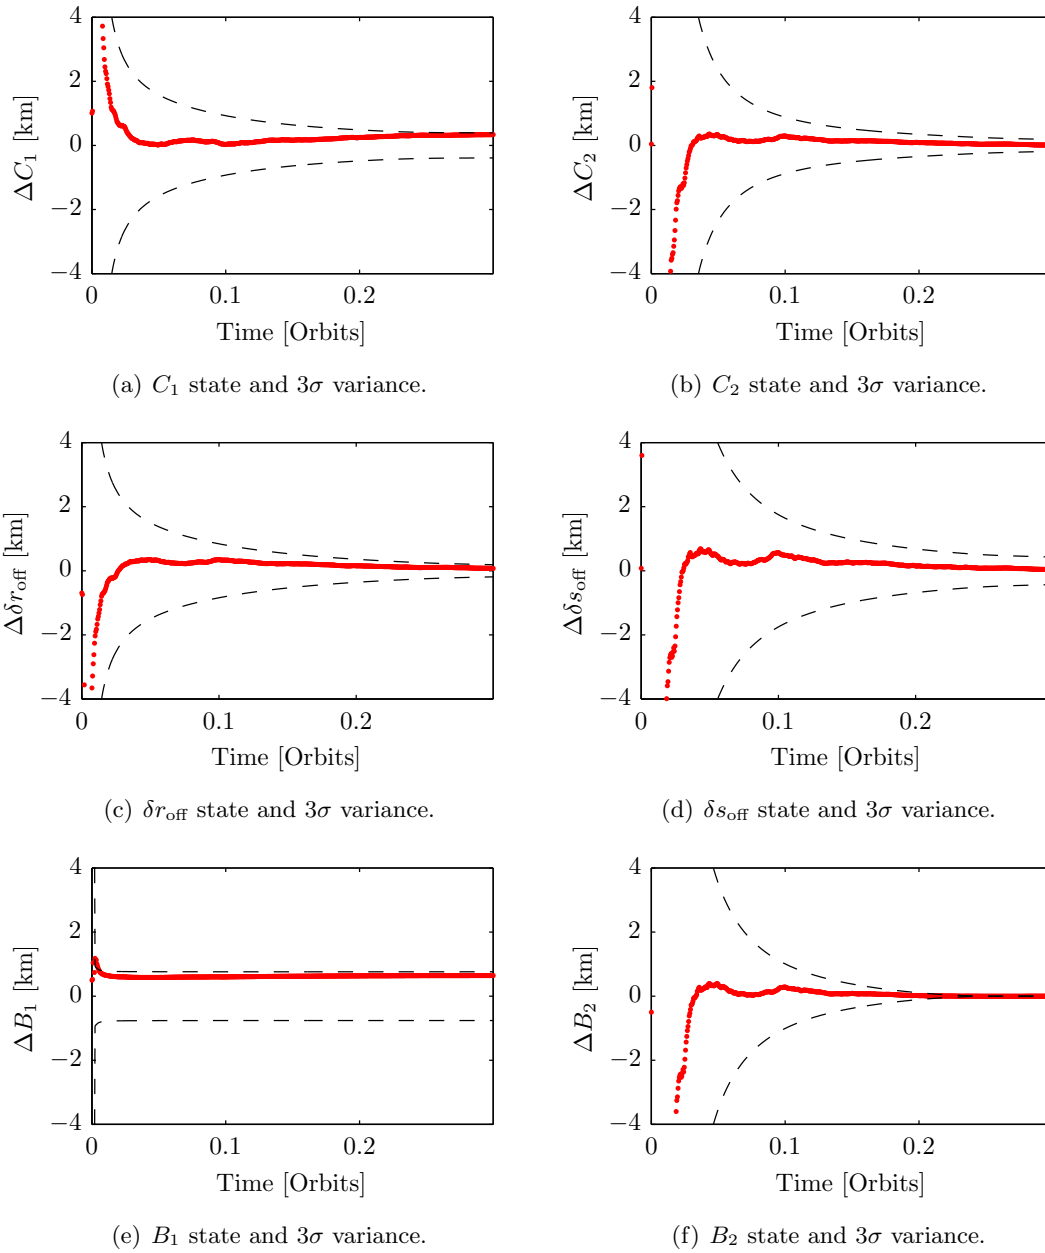 4 4
2 2
0 0
−2 −2
−4 −4
ΔC₁ [km] ΔC₂ [km]
0 0.1 0.2 0 0.1 0.2
Time [Orbits] Time [Orbits]
(a) C₁ state and 3σ variance. (b) C₂ state and 3σ variance.
4 4
2 2
0 0
−2 −2
−4 −4
Δδr_off [km] Δδs_off [km]
0 0.1 0.2 0 0.1 0.2
Time [Orbits] Time [Orbits]
(c) δr_off state and 3σ variance. (d) δs_off state and 3σ variance.
4 4
2 2
0 0
−2 −2
−4 −4
ΔB₁ [km] ΔB₂ [km]
0 0.1 0.2 0 0.1 0.2
Time [Orbits] Time [Orbits]
(e) B₁ state and 3σ variance. (f) B₂ state and 3σ variance.